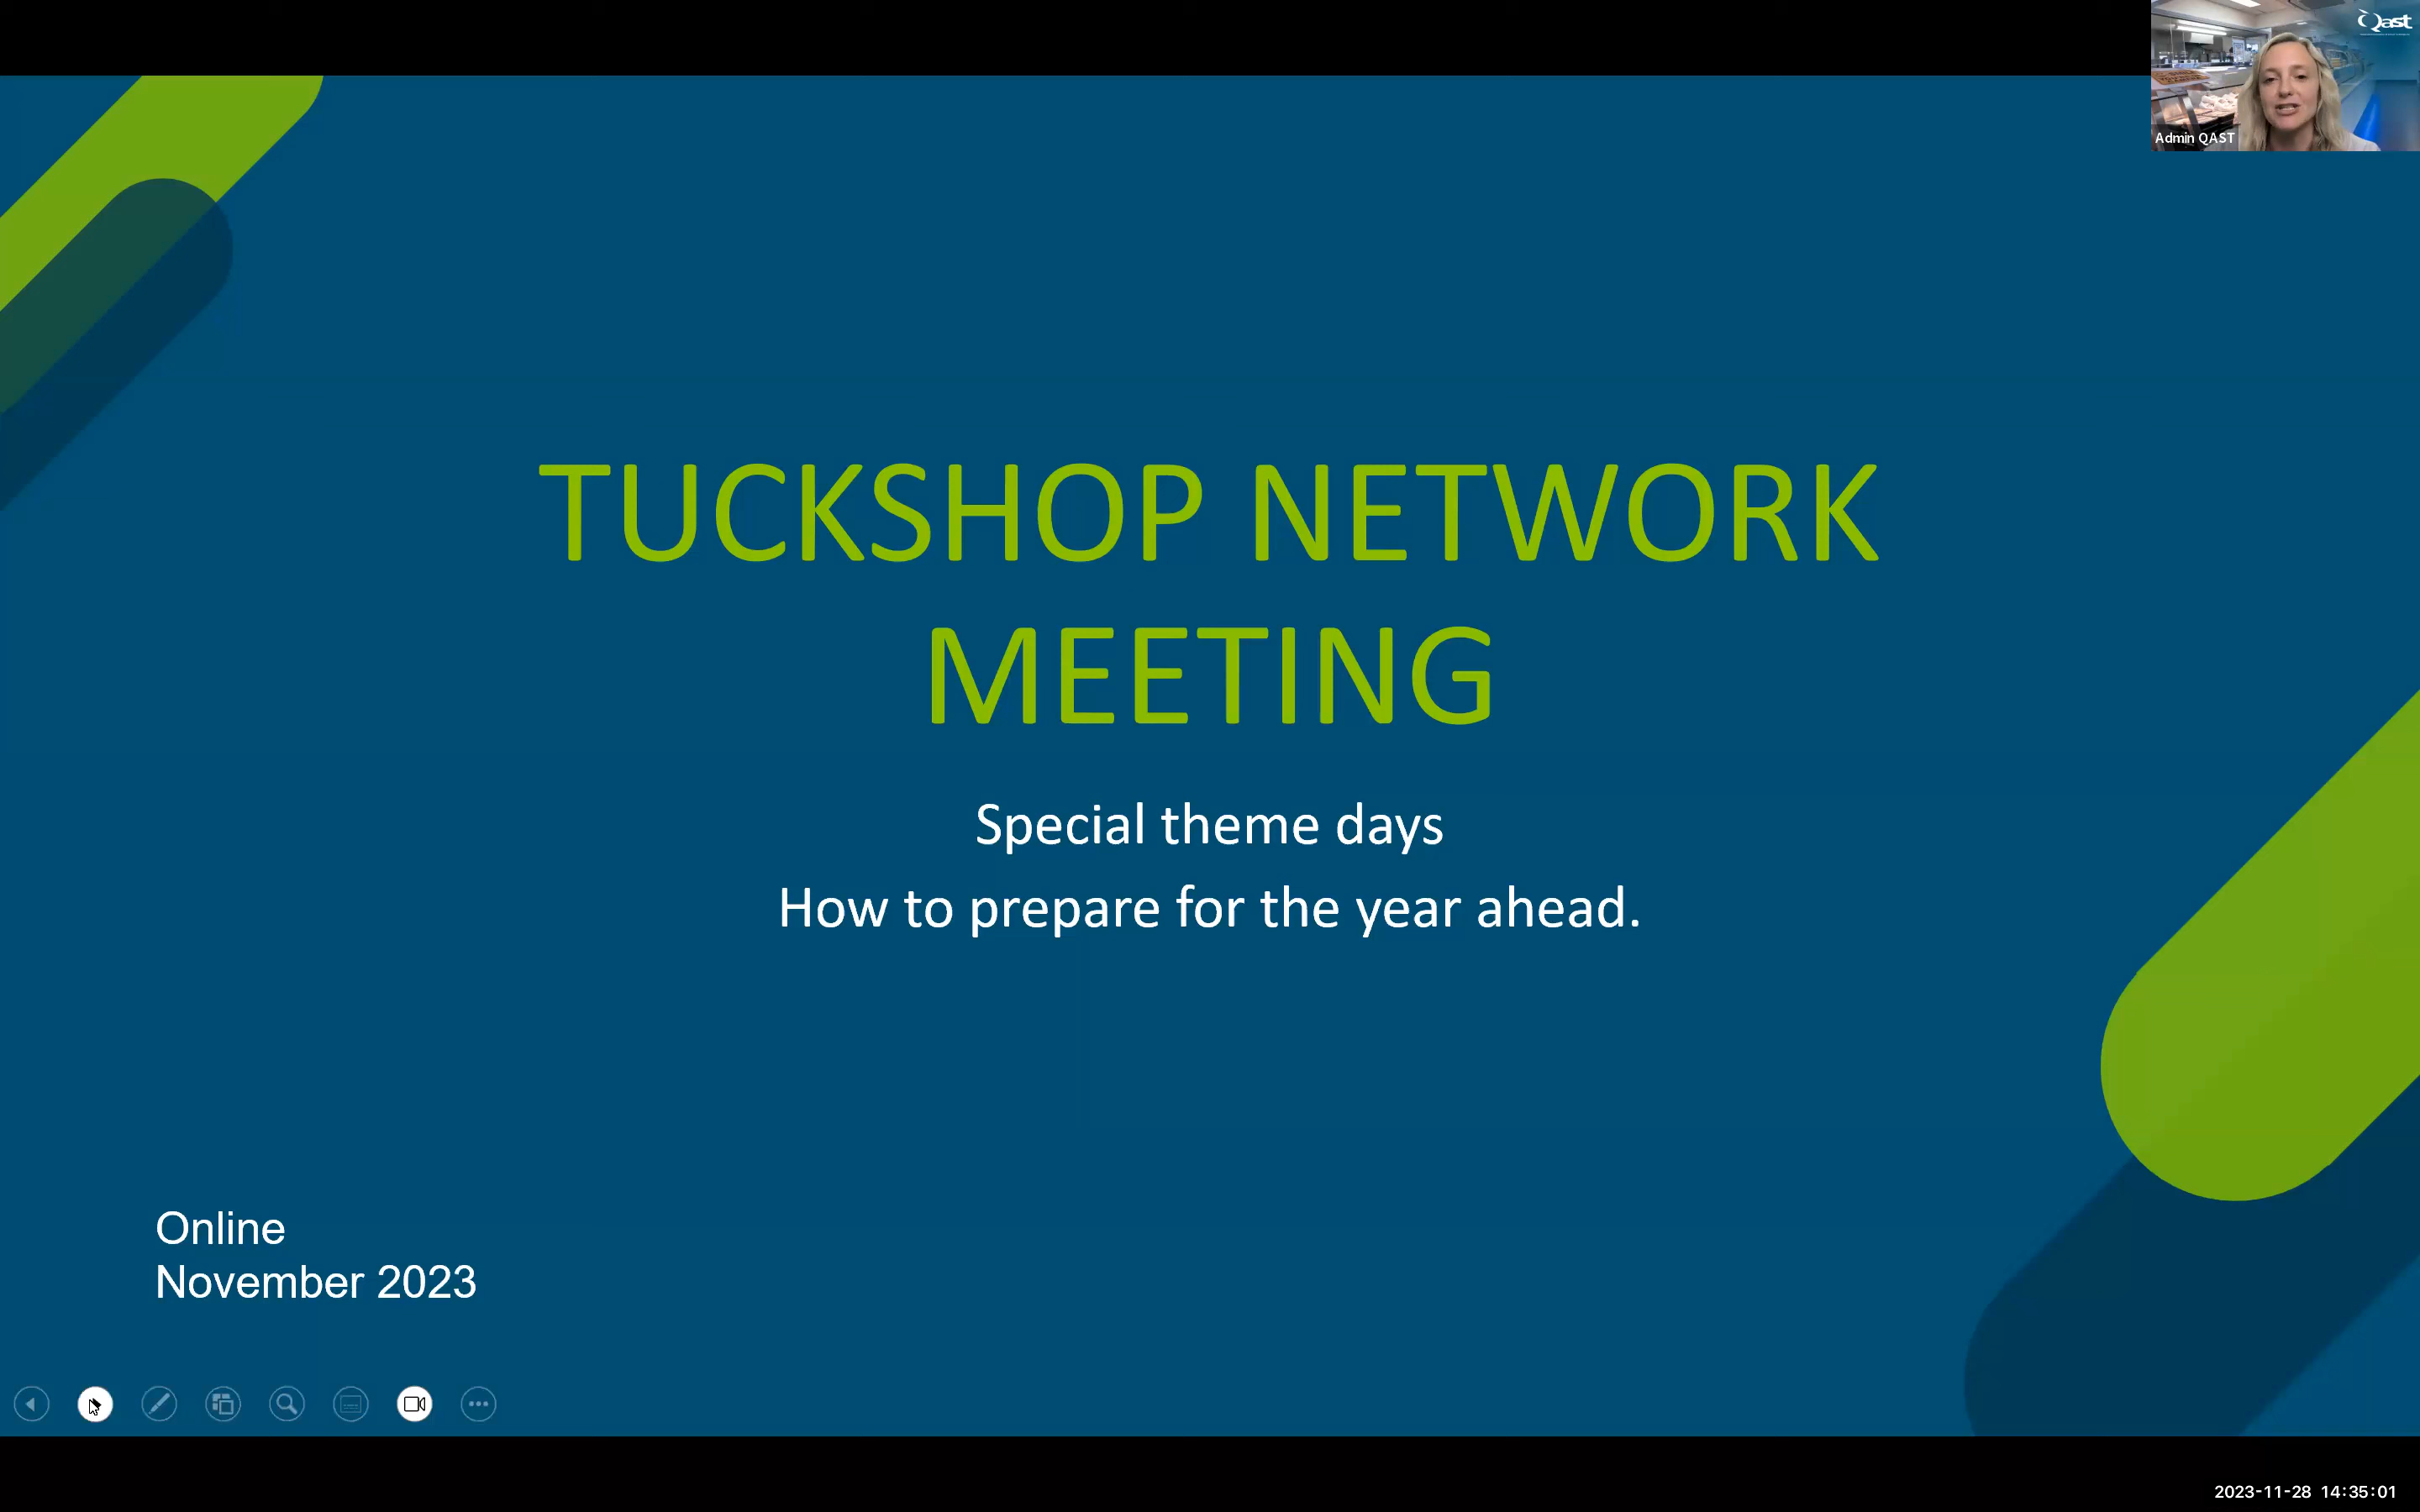 Qast
Admin QAST
TUCKSHOP NETWORK
MEETING
Special theme days
How to prepare for the year ahead.
Online
November 2023
2023-11-28 14:35:01